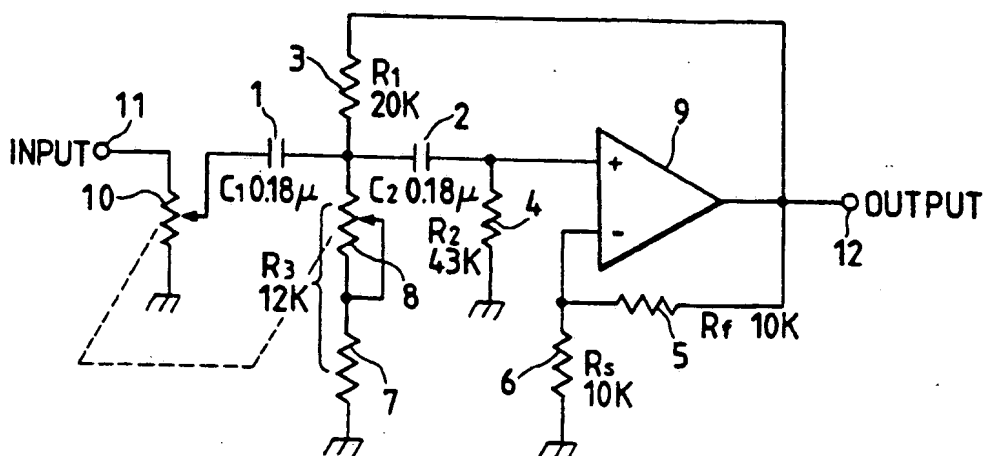 11
INPUT
10
1
C1 0.18μ
3
R1
20K
2
C2 0.18μ
R3
12K
8
7
R2
43K
4
+
-
9
OUTPUT
12
Rf 10K
5
6
Rs
10K